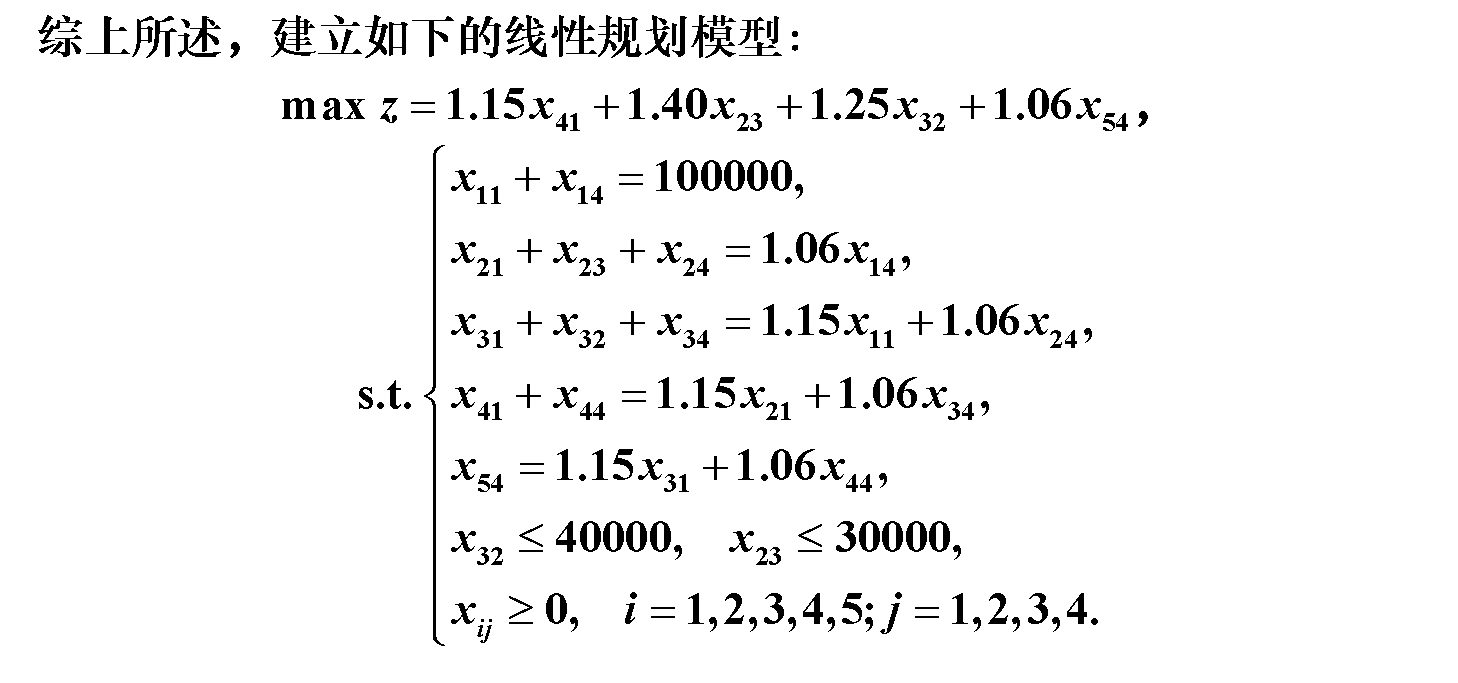 综上所述，建立如下的线性规划模型：
max z = 1.15x₄₁ + 1.40x₂₃ + 1.25x₃₂ + 1.06x₅₄，
x₁₁ + x₁₄ = 100000,
x₂₁ + x₂₃ + x₂₄ = 1.06x₁₄,
x₃₁ + x₃₂ + x₃₄ = 1.15x₁₁ + 1.06x₂₄,
s.t. { x₄₁ + x₄₄ = 1.15x₂₁ + 1.06x₃₄,
x₅₄ = 1.15x₃₁ + 1.06x₄₄,
x₃₂ ≤ 40000, x₂₃ ≤ 30000,
xᵢⱼ ≥ 0, i = 1,2,3,4,5; j = 1,2,3,4.